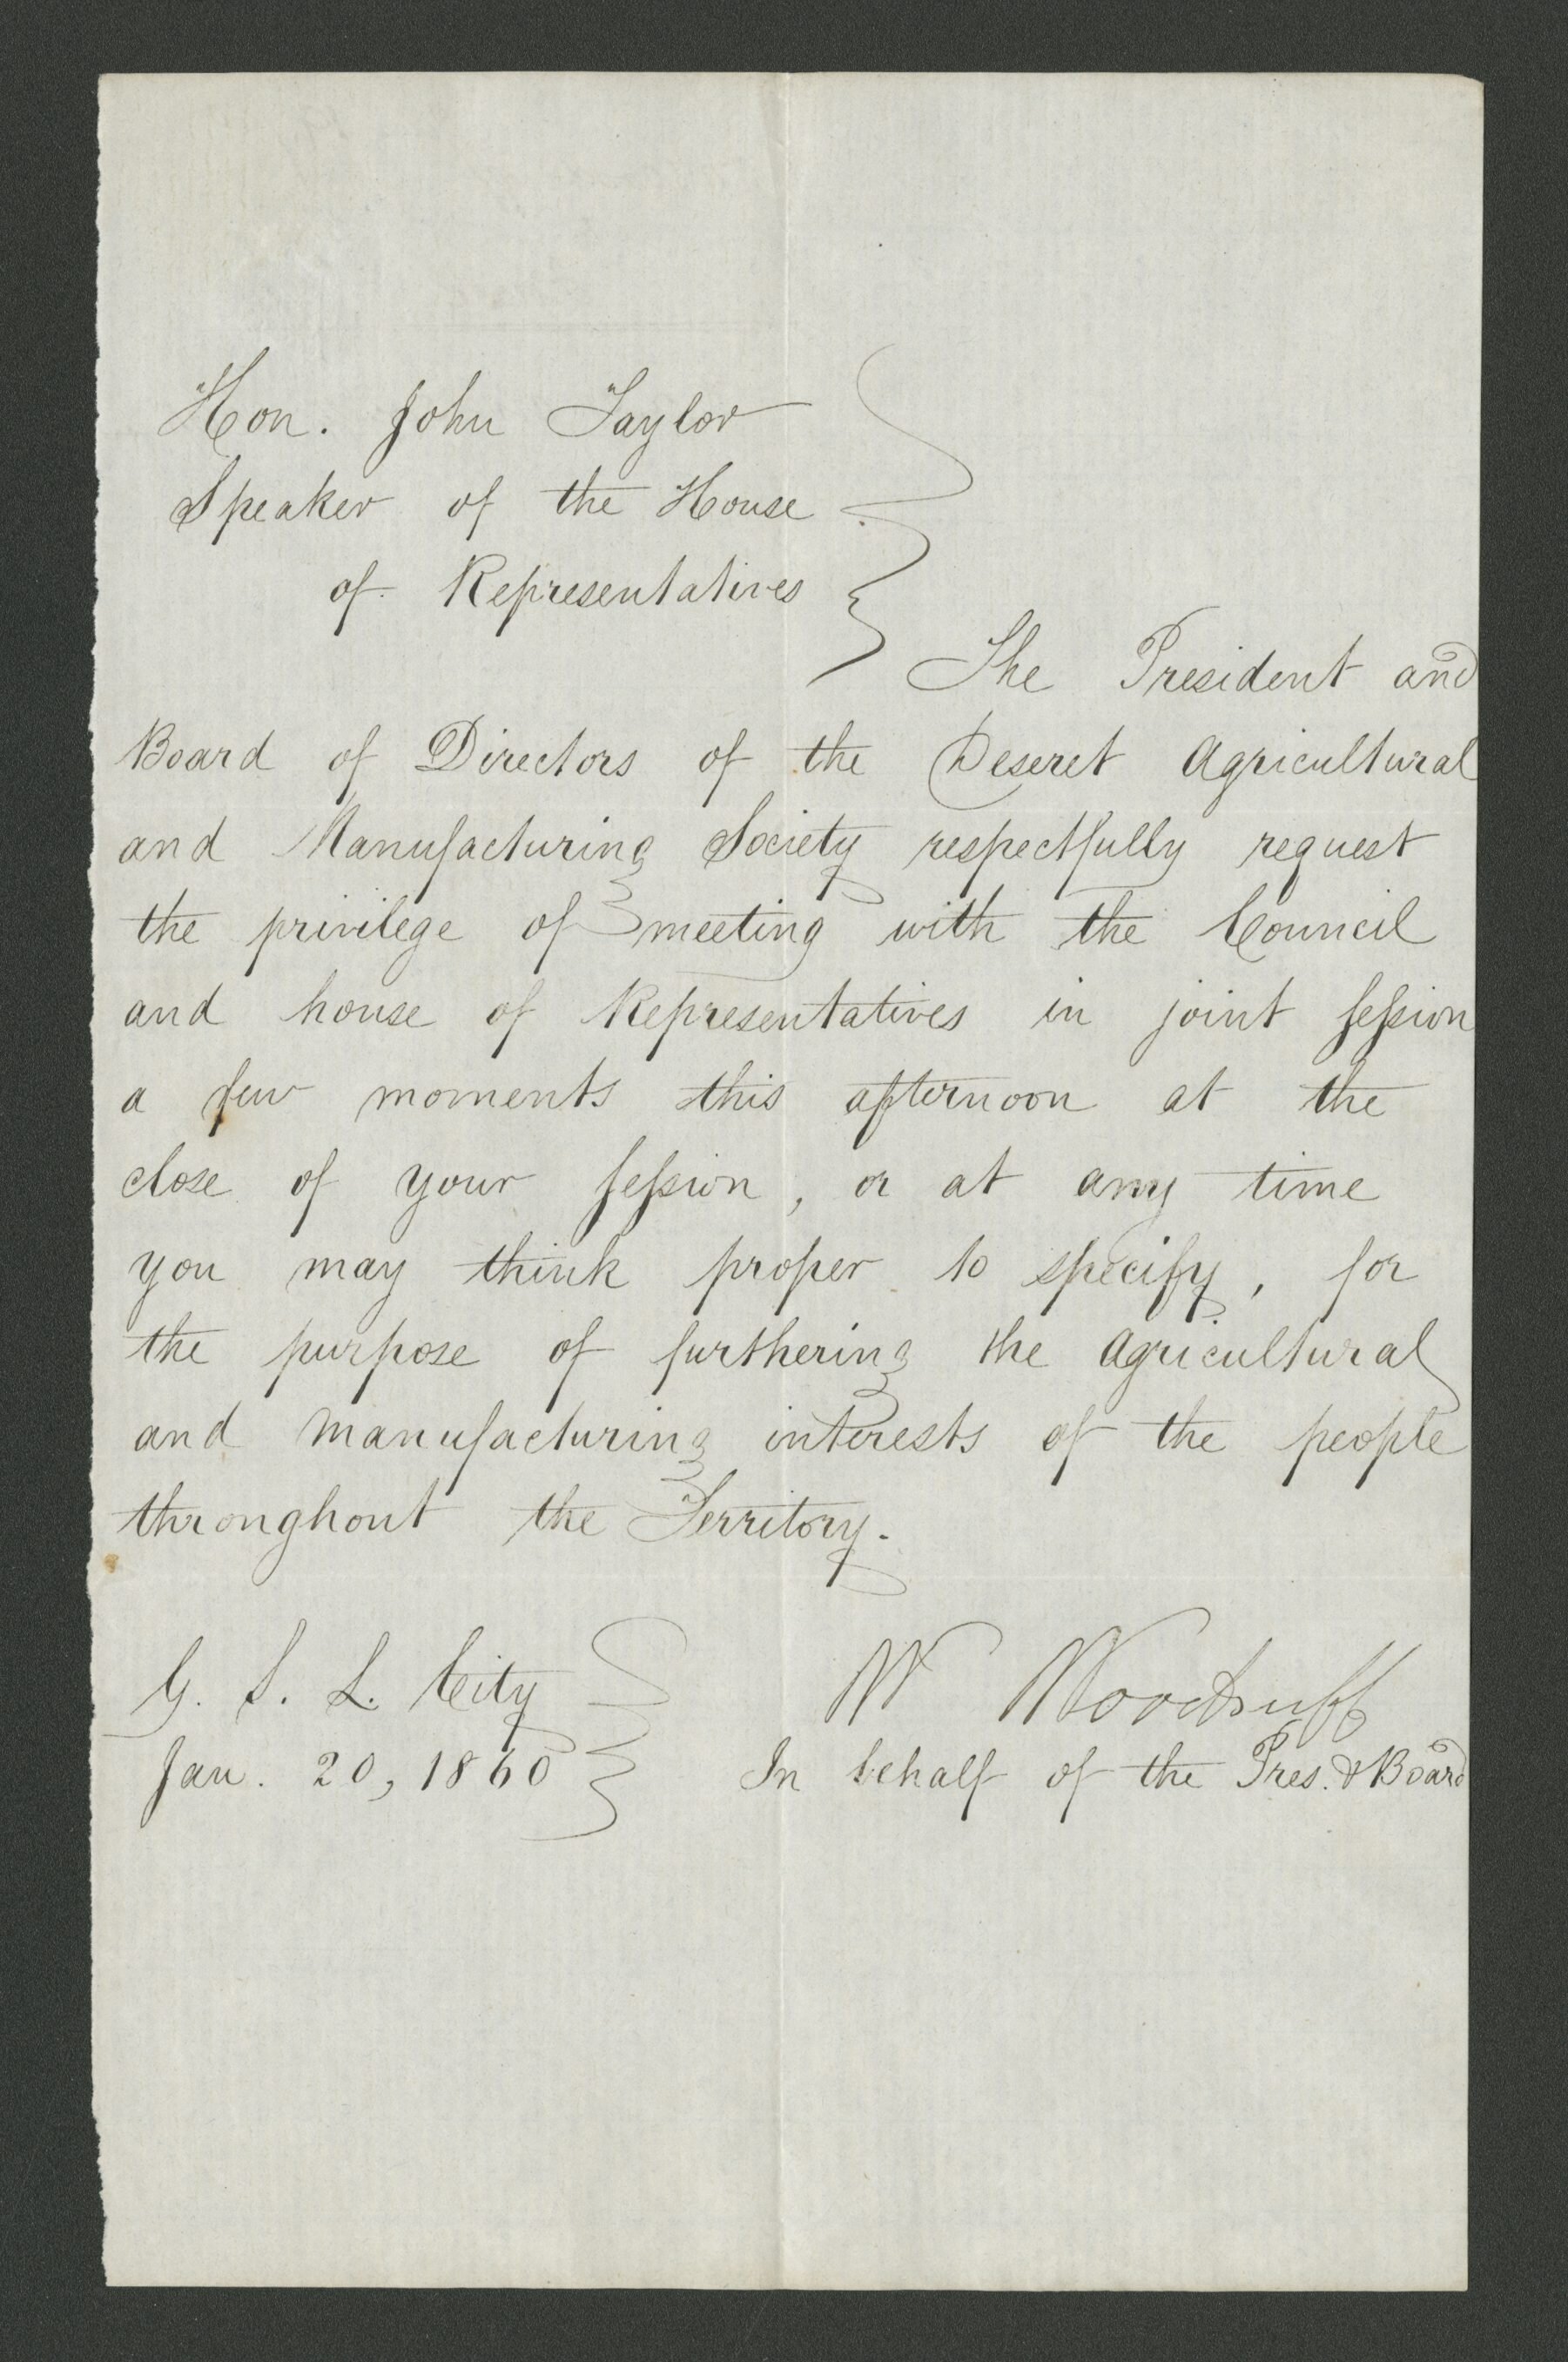 Hon. John Taylor
Speaker of the House
of Representatives
The President and
Board of Directors of the Deseret Agricultural
and Manufacturing Society respectfully request
the privilege of meeting with the Council
and house of Representatives in joint session
a few moments this afternoon at the
close of your session, or at any time
you may think proper to specify, for
the purpose of furthering the agricultural
and manufacturing interests of the people
throughout the Territory.
G. S. L. City
Jan. 20, 1860
W Woodruff
In behalf of the Pres. & Board